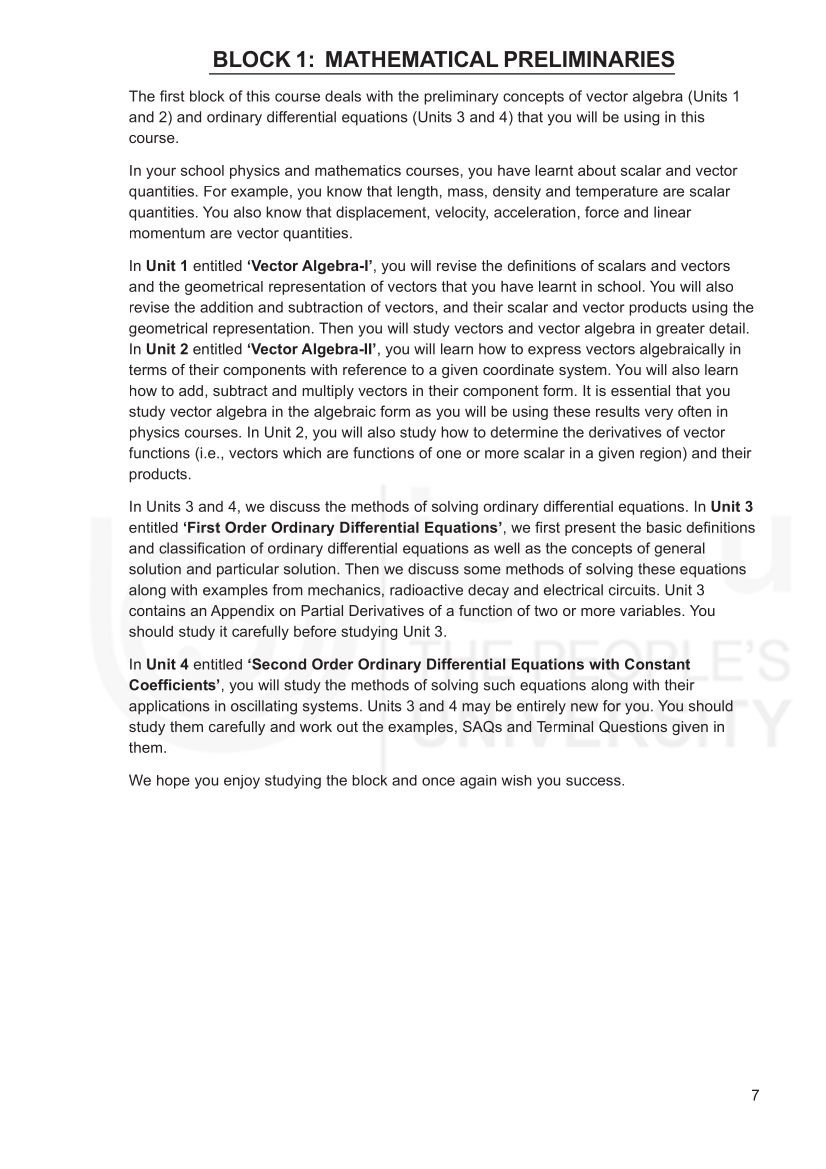 BLOCK 1: MATHEMATICAL PRELIMINARIES
The first block of this course deals with the preliminary concepts of vector algebra (Units 1
and 2) and ordinary differential equations (Units 3 and 4) that you will be using in this
course.
In your school physics and mathematics courses, you have learnt about scalar and vector
quantities. For example, you know that length, mass, density and temperature are scalar
quantities. You also know that displacement, velocity, acceleration, force and linear
momentum are vector quantities.
In Unit 1 entitled ‘Vector Algebra-I’, you will revise the definitions of scalars and vectors
and the geometrical representation of vectors that you have learnt in school. You will also
revise the addition and subtraction of vectors, and their scalar and vector products using the
geometrical representation. Then you will study vectors and vector algebra in greater detail.
In Unit 2 entitled ‘Vector Algebra-II’, you will learn how to express vectors algebraically in
terms of their components with reference to a given coordinate system. You will also learn
how to add, subtract and multiply vectors in their component form. It is essential that you
study vector algebra in the algebraic form as you will be using these results very often in
physics courses. In Unit 2, you will also study how to determine the derivatives of vector
functions (i.e., vectors which are functions of one or more scalar in a given region) and their
products.
In Units 3 and 4, we discuss the methods of solving ordinary differential equations. In Unit 3
entitled ‘First Order Ordinary Differential Equations’, we first present the basic definitions
and classification of ordinary differential equations as well as the concepts of general
solution and particular solution. Then we discuss some methods of solving these equations
along with examples from mechanics, radioactive decay and electrical circuits. Unit 3
contains an Appendix on Partial Derivatives of a function of two or more variables. You
should study it carefully before studying Unit 3.
In Unit 4 entitled ‘Second Order Ordinary Differential Equations with Constant
Coefficients’, you will study the methods of solving such equations along with their
applications in oscillating systems. Units 3 and 4 may be entirely new for you. You should
study them carefully and work out the examples, SAQs and Terminal Questions given in
them.
We hope you enjoy studying the block and once again wish you success.
ignou
THE PEOPLE'S
UNIVERSITY
7